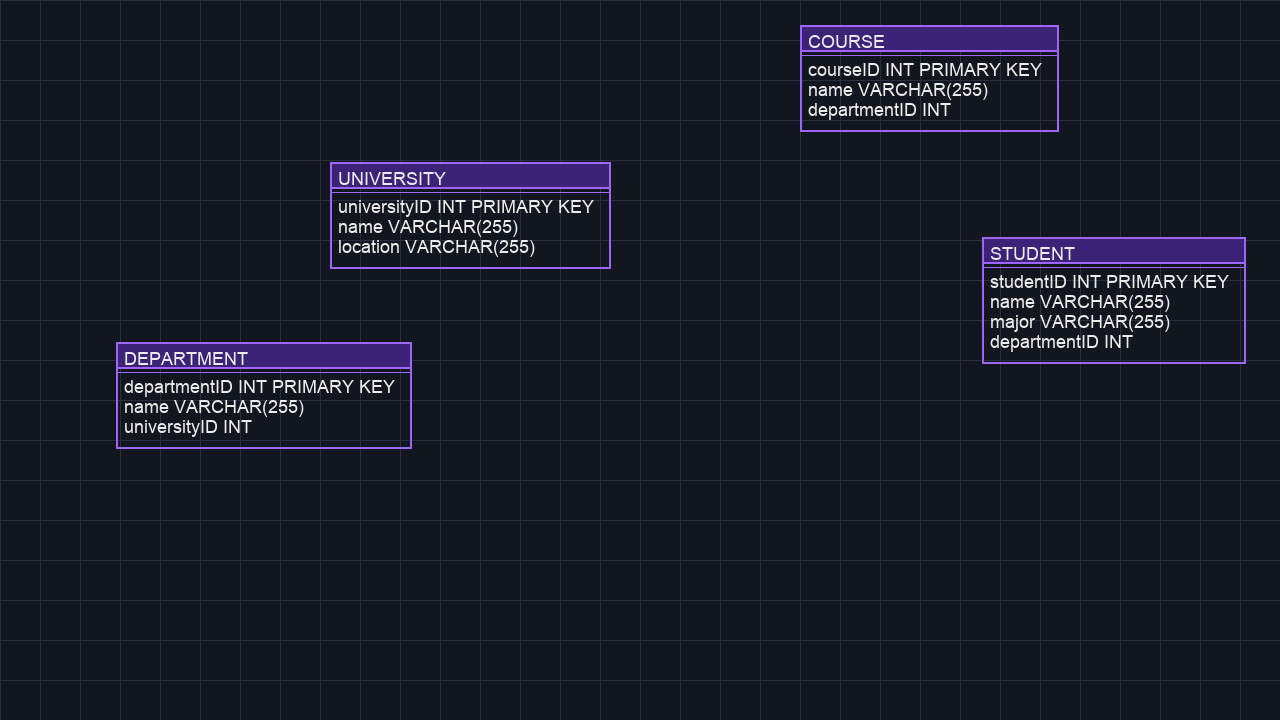 COURSE
courseID INT PRIMARY KEY
name VARCHAR(255)
departmentID INT
UNIVERSITY
universityID INT PRIMARY KEY
name VARCHAR(255)
location VARCHAR(255)
STUDENT
studentID INT PRIMARY KEY
name VARCHAR(255)
major VARCHAR(255)
departmentID INT
DEPARTMENT
departmentID INT PRIMARY KEY
name VARCHAR(255)
universityID INT